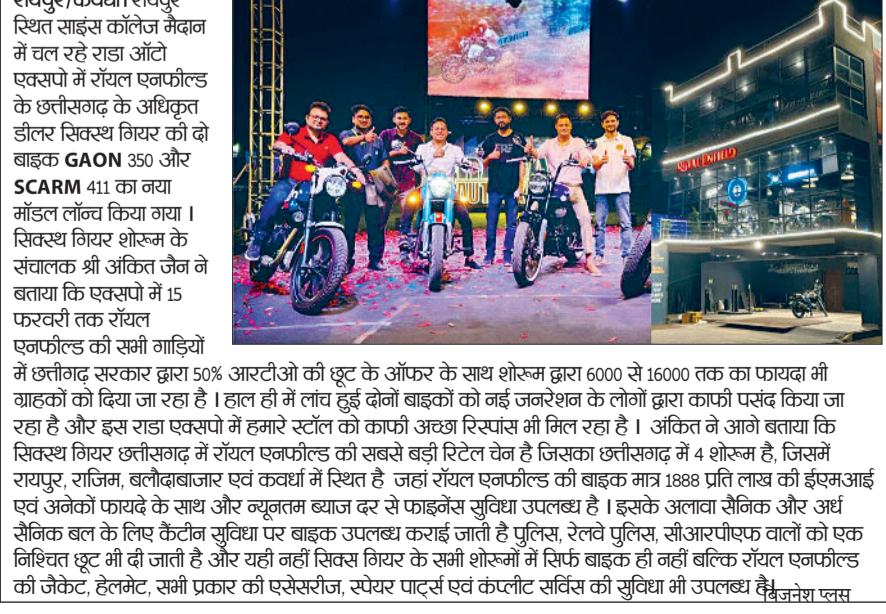 रायपुर/कवर्धा। रायपुर
स्थित साइंस कॉलेज मैदान
में चल रहे राडा ऑटो
एक्सपो में रॉयल एनफील्ड
के छत्तीसगढ़ के अधिकृत
डीलर सिक्स्थ गियर की दो
बाइक GAON 350 और
SCARM 411 का नया
मॉडल लॉन्च किया गया ।
सिक्स्थ गियर शोरूम के
संचालक श्री अंकित जैन ने
बताया कि एक्सपो में 15
फरवरी तक रॉयल
एनफील्ड की सभी गाड़ियों
में छत्तीगढ़ सरकार द्वारा 50% आरटीओ की छूट के ऑफर के साथ शोरूम द्वारा 6000 से 16000 तक का फायदा भी
ग्राहकों को दिया जा रहा है । हाल ही में लांच हुई दोनों बाइकों को नई जनरेशन के लोगों द्वारा काफी पसंद किया जा
रहा है और इस राडा एक्सपो में हमारे स्टॉल को काफी अच्छा रिस्पांस भी मिल रहा है । अंकित ने आगे बताया कि
सिक्स्थ गियर छत्तीसगढ़ में रॉयल एनफील्ड की सबसे बड़ी रिटेल चेन है जिसका छत्तीसगढ़ में 4 शोरूम है, जिसमें
रायपुर, राजिम, बलौदाबाजार एवं कवर्धा में स्थित है जहां रॉयल एनफील्ड की बाइक मात्र 1888 प्रति लाख की ईएमआई
एवं अनेकों फायदे के साथ और न्यूनतम ब्याज दर से फाइनेंस सुविधा उपलब्ध है । इसके अलावा सैनिक और अर्ध
सैनिक बल के लिए कैंटीन सुविधा पर बाइक उपलब्ध कराई जाती है पुलिस, रेलवे पुलिस, सीआरपीएफ वालों को एक
निश्चित छूट भी दी जाती है और यही नहीं सिक्स गियर के सभी शोरूमों में सिर्फ बाइक ही नहीं बल्कि रॉयल एनफील्ड
की जैकेट, हेलमेट, सभी प्रकार की एसेसरीज, स्पेयर पार्ट्स एवं कंप्लीट सर्विस की सुविधा भी उपलब्ध है।
बिजनेश प्लस
ROYAL ENFIELD